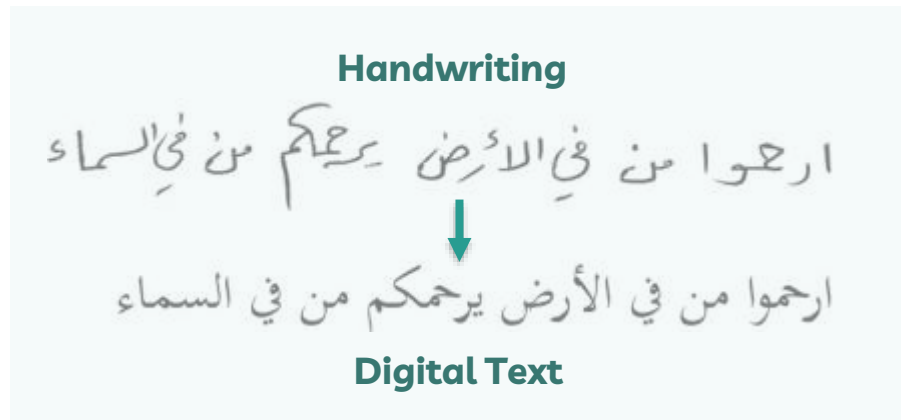 Handwriting
ارحموا من في الأرض يرحمكم من في السماء
ارحموا من في الأرض يرحمكم من في السماء
Digital Text